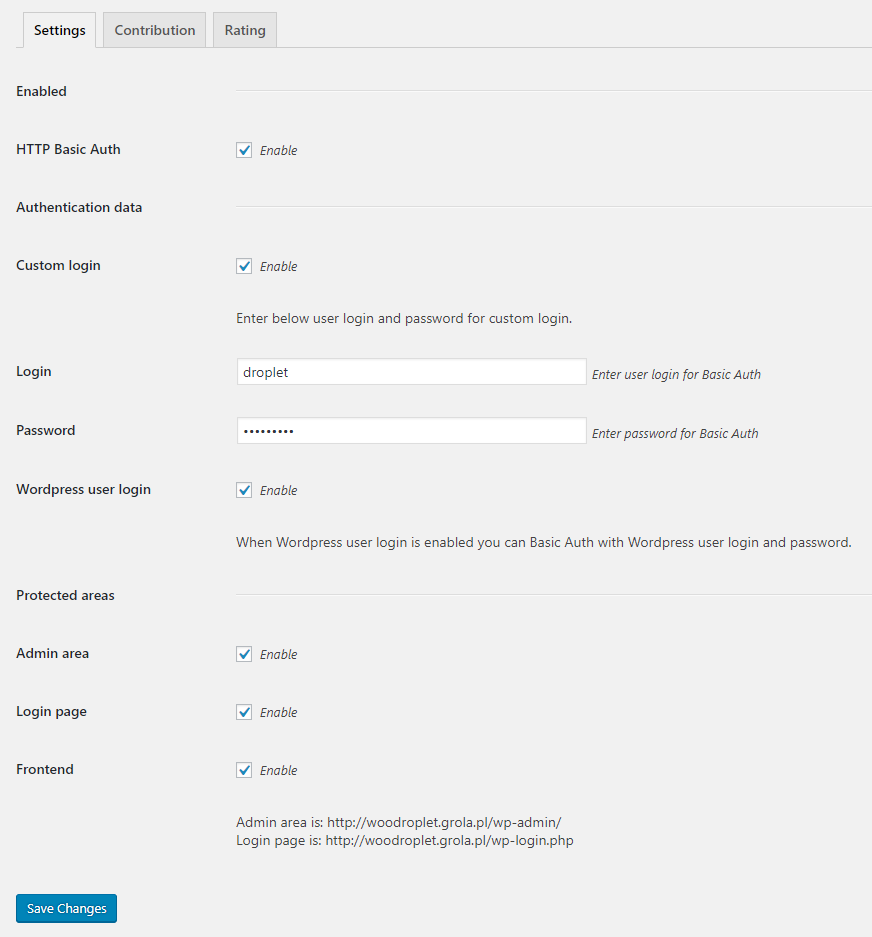 Settings Contribution Rating
Enabled
HTTP Basic Auth Enable
Authentication data
Custom login Enable
Enter below user login and password for custom login.
Login droplet Enter user login for Basic Auth
Password ••••••••• Enter password for Basic Auth
Wordpress user login Enable
When Wordpress user login is enabled you can Basic Auth with Wordpress user login and password.
Protected areas
Admin area Enable
Login page Enable
Frontend Enable
Admin area is: http://woodroplet.grola.pl/wp-admin/
Login page is: http://woodroplet.grola.pl/wp-login.php
Save Changes